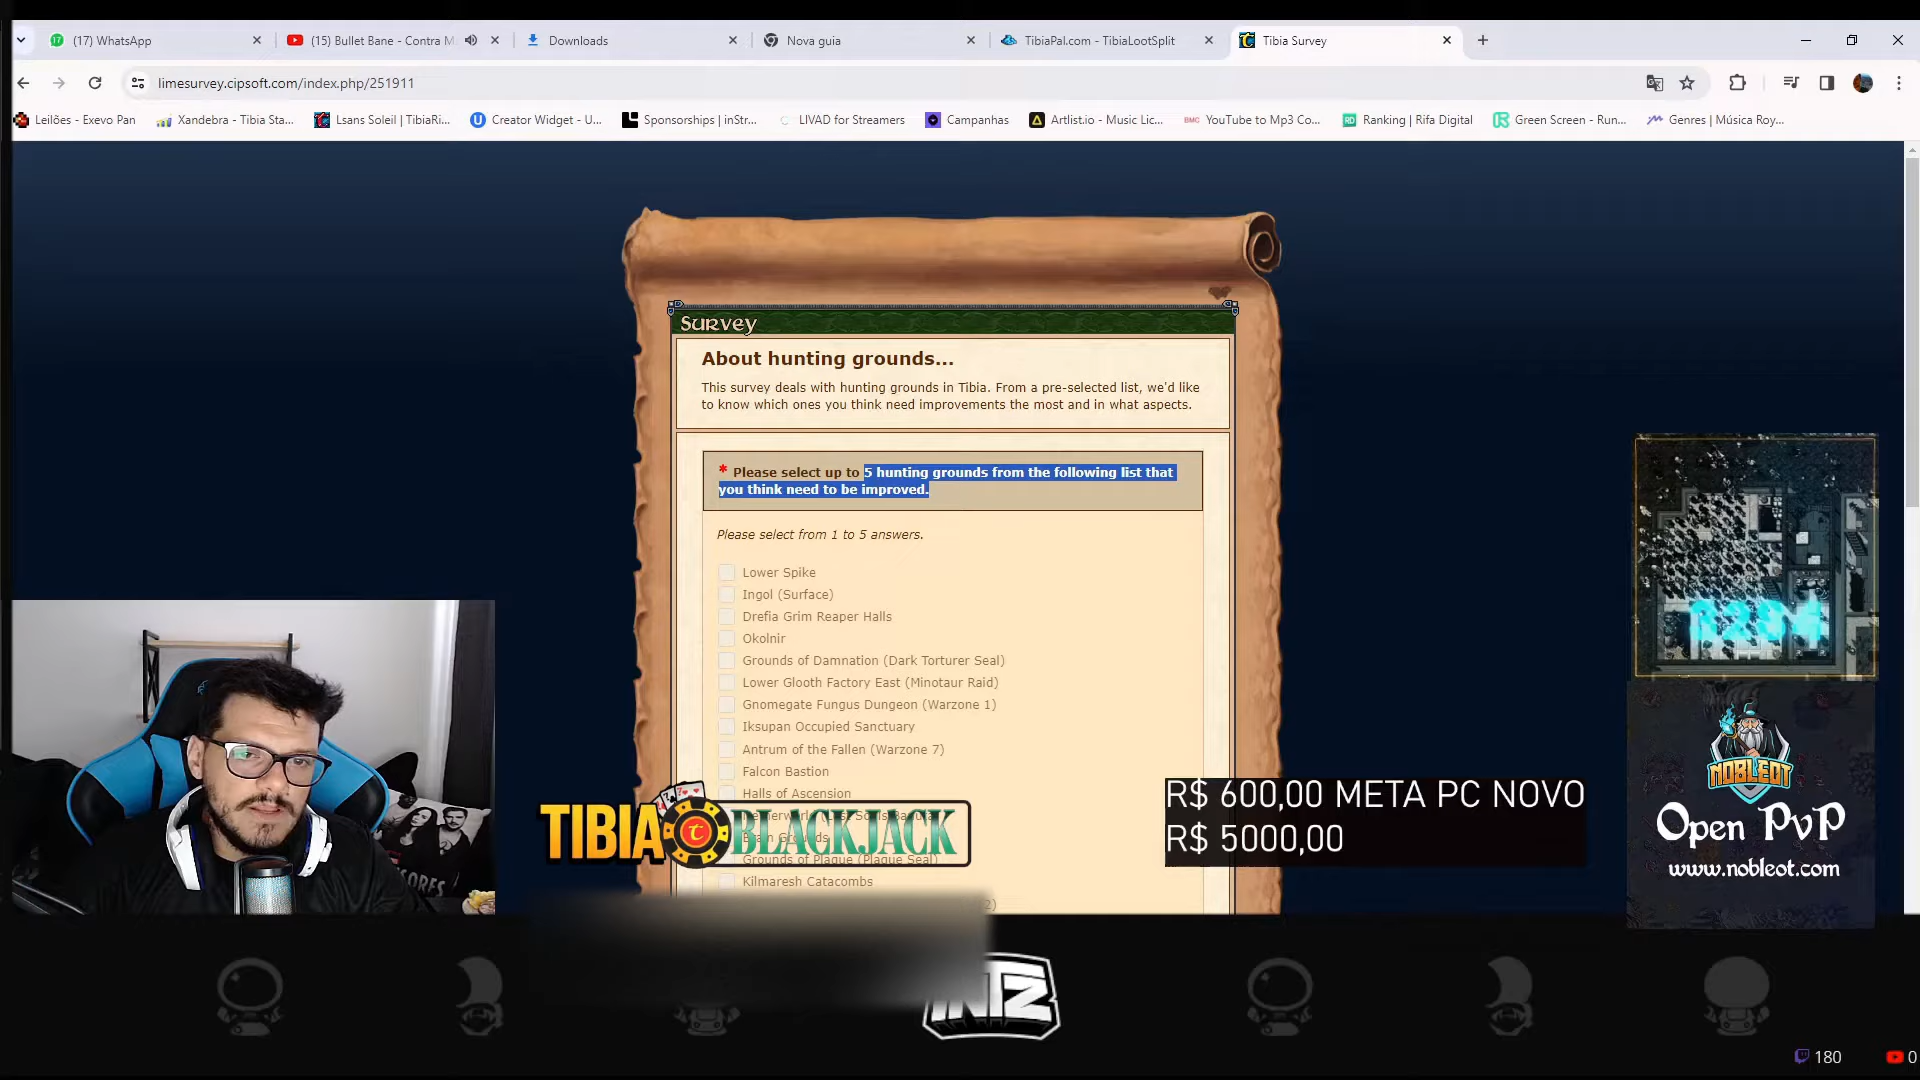 (17) WhatsApp
(15) Bullet Bane - Contra M
Downloads
Nova guia
TibiaPal.com - TibiaLootSplit
Tibia Survey
limesurvey.cipsoft.com/index.php/251911
Leilões - Exevo Pan
Xandebra - Tibia Sta...
Lsans Soleil | TibiaRi...
Creator Widget - U...
Sponsorships | inStr...
LIVAD for Streamers
Campanhas
Artlist.io - Music Lic...
YouTube to Mp3 Co...
Ranking | Rifa Digital
Green Screen - Run...
Genres | Música Roy...
Survey
About hunting grounds...
This survey deals with hunting grounds in Tibia. From a pre-selected list, we'd like
to know which ones you think need improvements the most and in what aspects.
* Please select up to 5 hunting grounds from the following list that
you think need to be improved.
Please select from 1 to 5 answers.
Lower Spike
Ingol (Surface)
Drefia Grim Reaper Halls
Okolnir
Grounds of Damnation (Dark Torturer Seal)
Lower Glooth Factory East (Minotaur Raid)
Gnomegate Fungus Dungeon (Warzone 1)
Iksupan Occupied Sanctuary
Antrum of the Fallen (Warzone 7)
Falcon Bastion
Halls of Ascension
Grounds of Plague (Plague Seal)
Kilmaresh Catacombs
2)
TIBIA BLACKJACK
R$ 600,00 META PC NOVO
R$ 5000,00
NOBLEOT
Open PvP
www.nobleot.com
INTZ
180
0